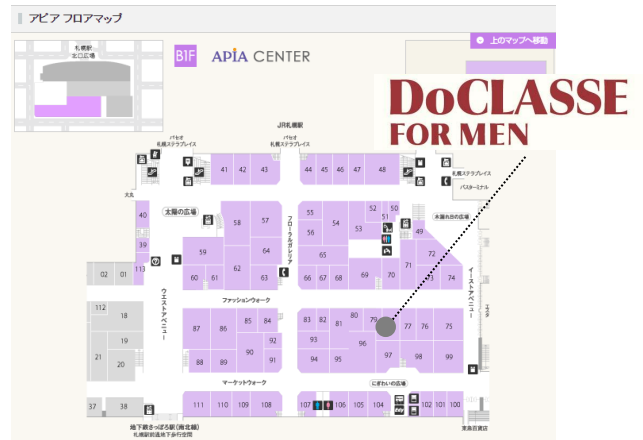 アピア フロアマップ
上のマップへ移動
札幌駅
北口広場
B1F APIA CENTER
DoCLASSE
FOR MEN
JR札幌駅
パセオ
札幌ステラプレイス
パセオ
札幌ステラプレイス
札幌ステラプレイス
バスターミナル
大丸
41 42 43 44 45 46 47 48
40
太陽の広場
58 57
55
56 54 53
52 50
51
49
木漏れ日の広場
39
フローラルガレリア
59 64
65
72
71
02 01 113
60 61 62 63
66 67 68 69 70 73 74
ウエストアベニュー
イーストアベニュー
エスタ
ファッションウォーク
112
18
87 86 85 84
83 82 81 80 79 77 76 75
19
92
93
96
21
20
88 89 90 91
94 95 97 98 99
マーケットウォーク
にぎわいの広場
37 38
111 110 109 108
107 106 105 104
102 101 100
地下鉄さっぽろ駅(南北線)
札幌駅前通地下歩行空間
東急百貨店